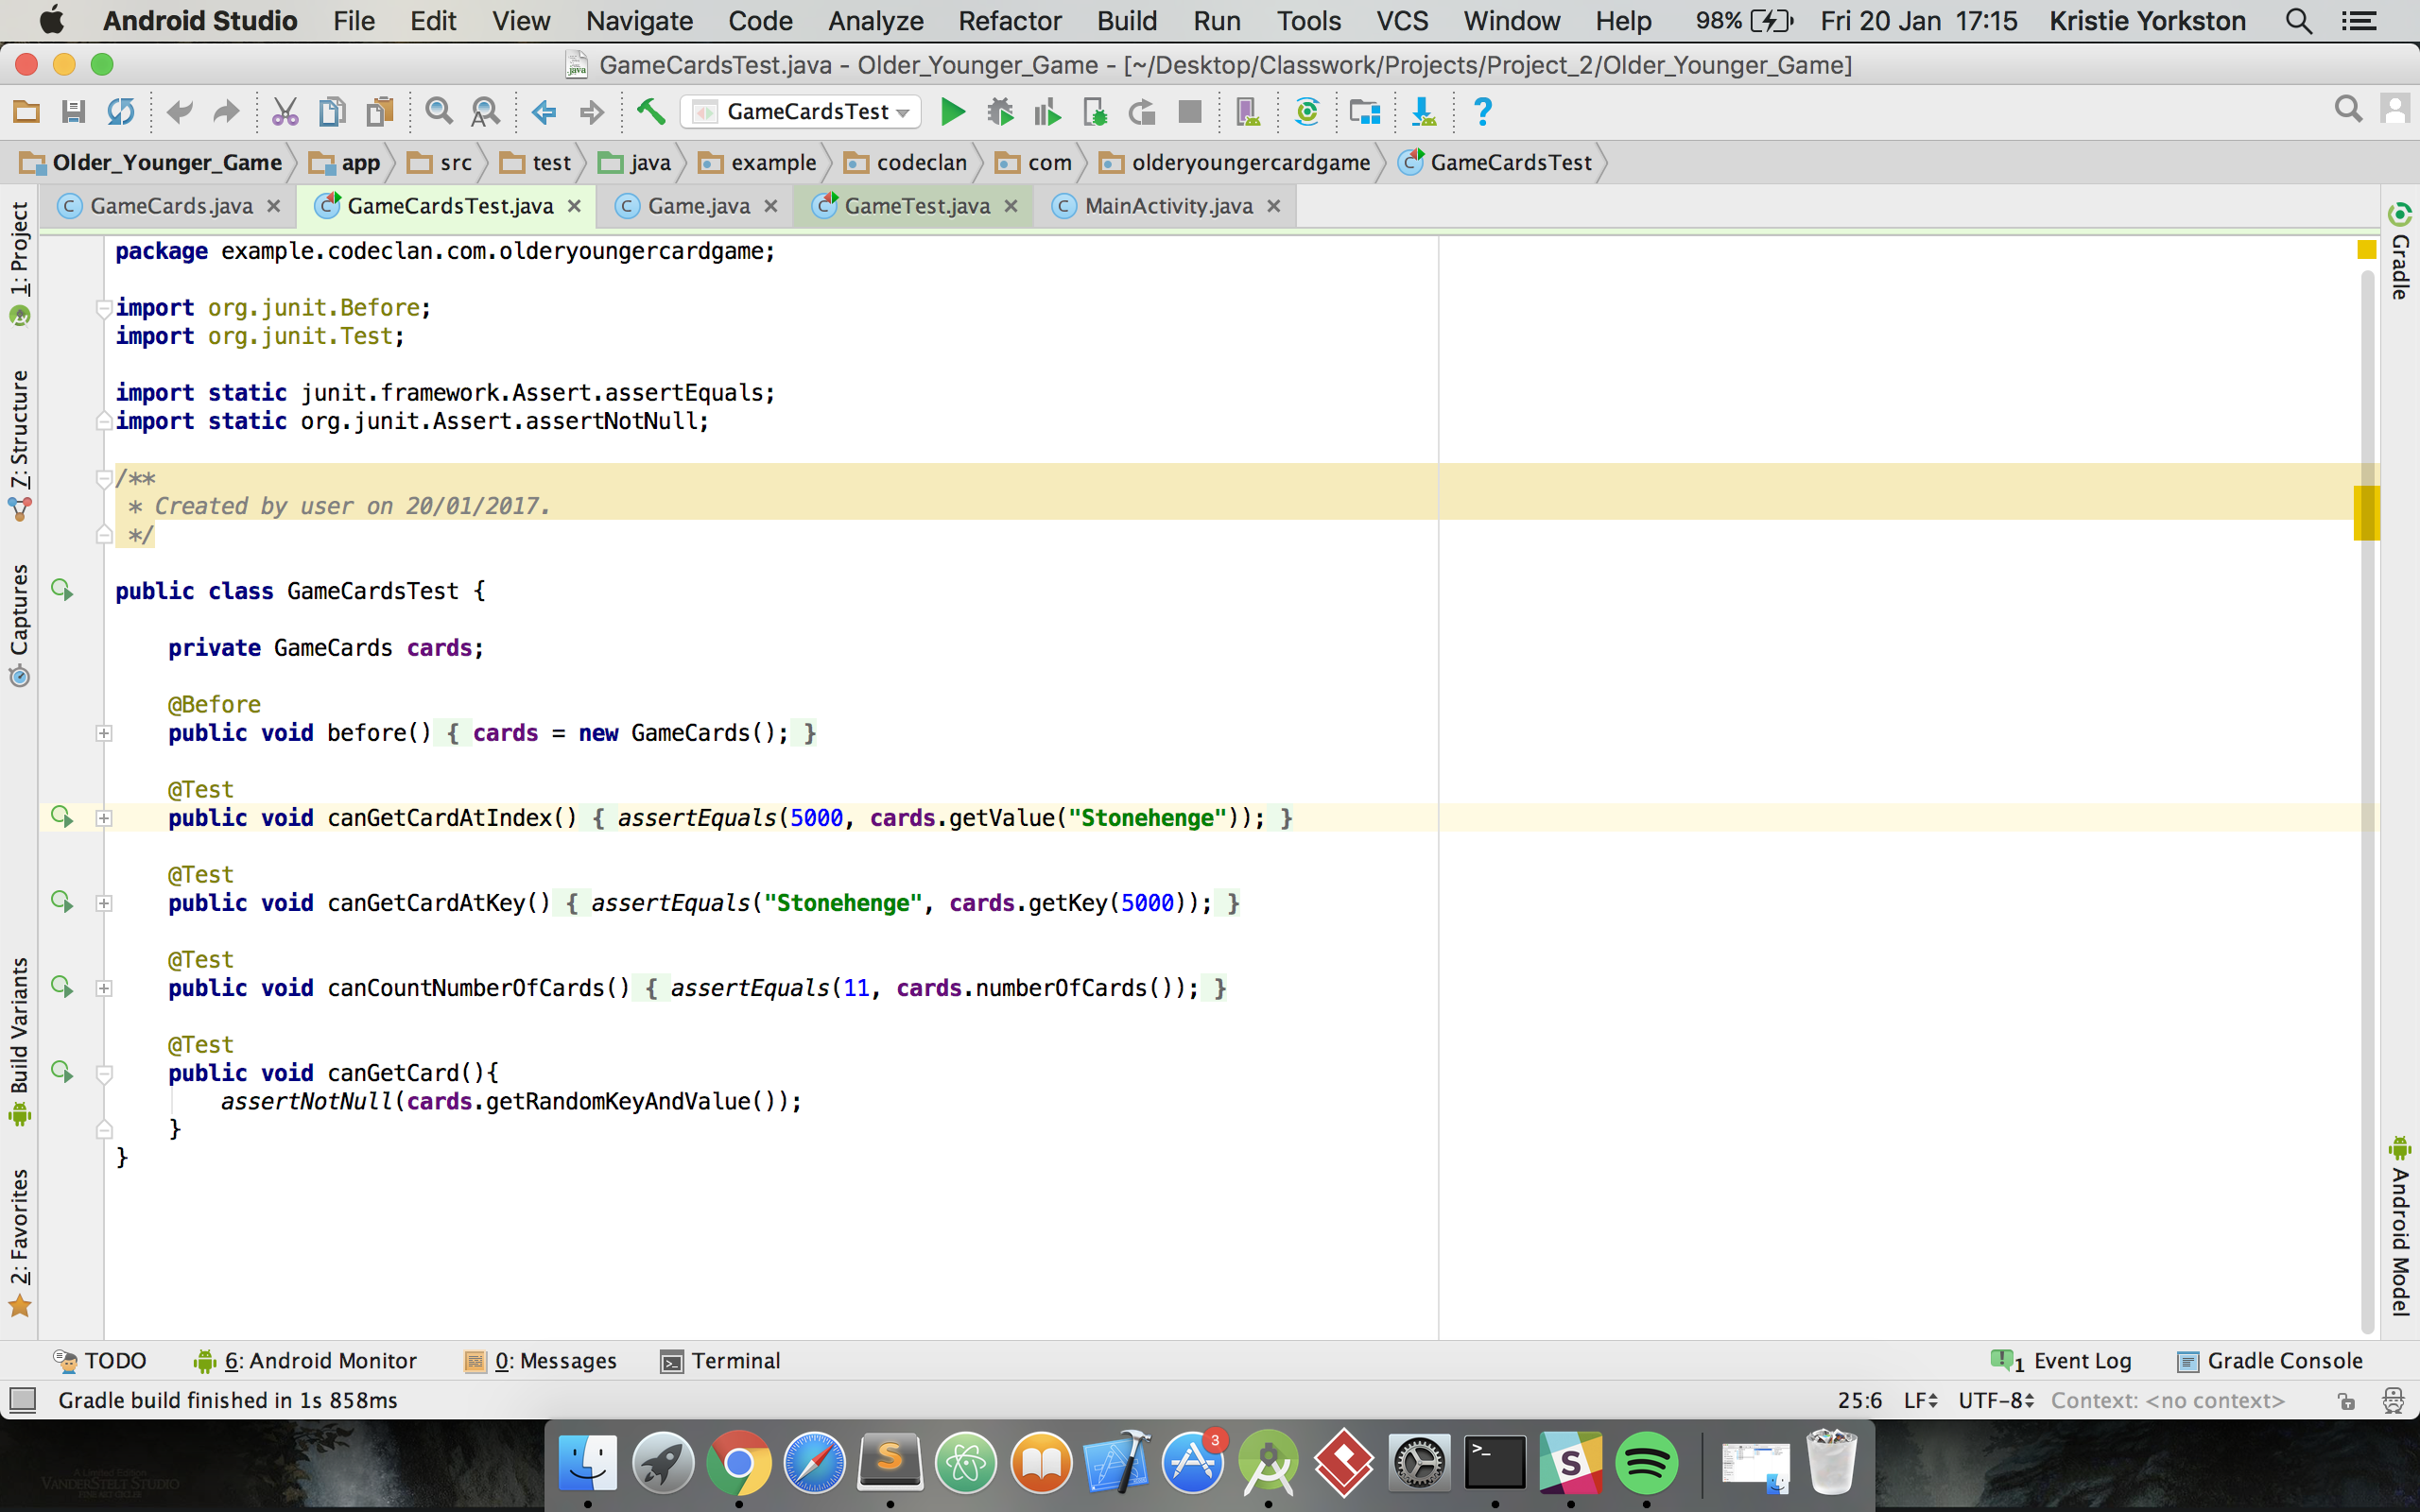 Android Studio File Edit View Navigate Code Analyze Refactor Build Run Tools VCS Window Help 98% Fri 20 Jan 17:15 Kristie Yorkston
GameCardsTest.java - Older_Younger_Game - [~/Desktop/Classwork/Projects/Project_2/Older_Younger_Game]
GameCardsTest
Older_Younger_Game app src test java example codeclan com olderyoungercardgame GameCardsTest
GameCards.java GameCardsTest.java Game.java GameTest.java MainActivity.java
1: Project
7: Structure
Captures
Build Variants
2: Favorites
package example.codeclan.com.olderyoungercardgame;
import org.junit.Before;
import org.junit.Test;
import static junit.framework.Assert.assertEquals;
import static org.junit.Assert.assertNotNull;
/**
* Created by user on 20/01/2017.
*/
public class GameCardsTest {
private GameCards cards;
@Before
public void before() { cards = new GameCards(); }
@Test
public void canGetCardAtIndex() { assertEquals(5000, cards.getValue("Stonehenge")); }
@Test
public void canGetCardAtKey() { assertEquals("Stonehenge", cards.getKey(5000)); }
@Test
public void canCountNumberOfCards() { assertEquals(11, cards.numberOfCards()); }
@Test
public void canGetCard(){
assertNotNull(cards.getRandomKeyAndValue());
}
}
Gradle
Android Model
TODO 6: Android Monitor 0: Messages Terminal 1 Event Log Gradle Console
Gradle build finished in 1s 858ms 25:6 LF UTF-8 Context: <no context>
3
VANDERSTELT STUDIO